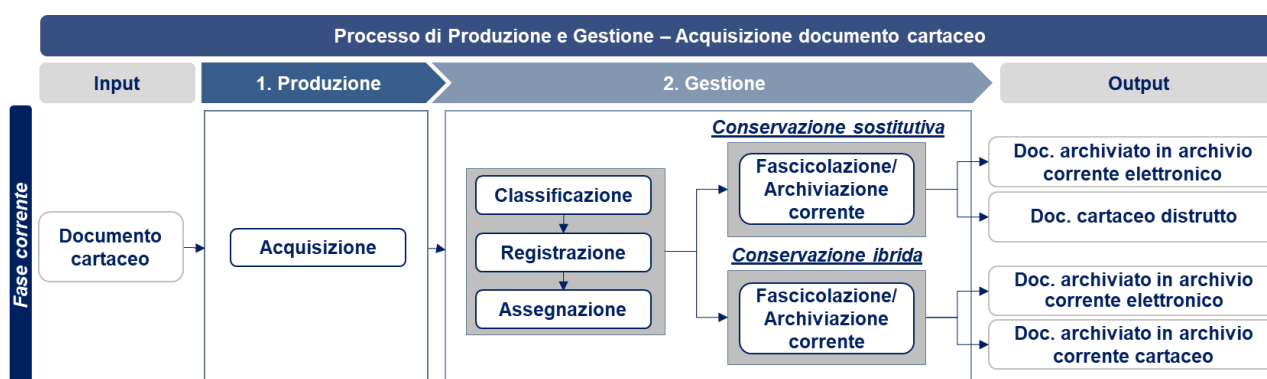 Processo di Produzione e Gestione – Acquisizione documento cartaceo
Input
1. Produzione
2. Gestione
Output
Fase corrente
Documento
cartaceo
Acquisizione
Classificazione
Registrazione
Assegnazione
Conservazione sostitutiva
Fascicolazione/
Archiviazione
corrente
Conservazione ibrida
Fascicolazione/
Archiviazione
corrente
Doc. archiviato in archivio
corrente elettronico
Doc. cartaceo distrutto
Doc. archiviato in archivio
corrente elettronico
Doc. archiviato in archivio
corrente cartaceo